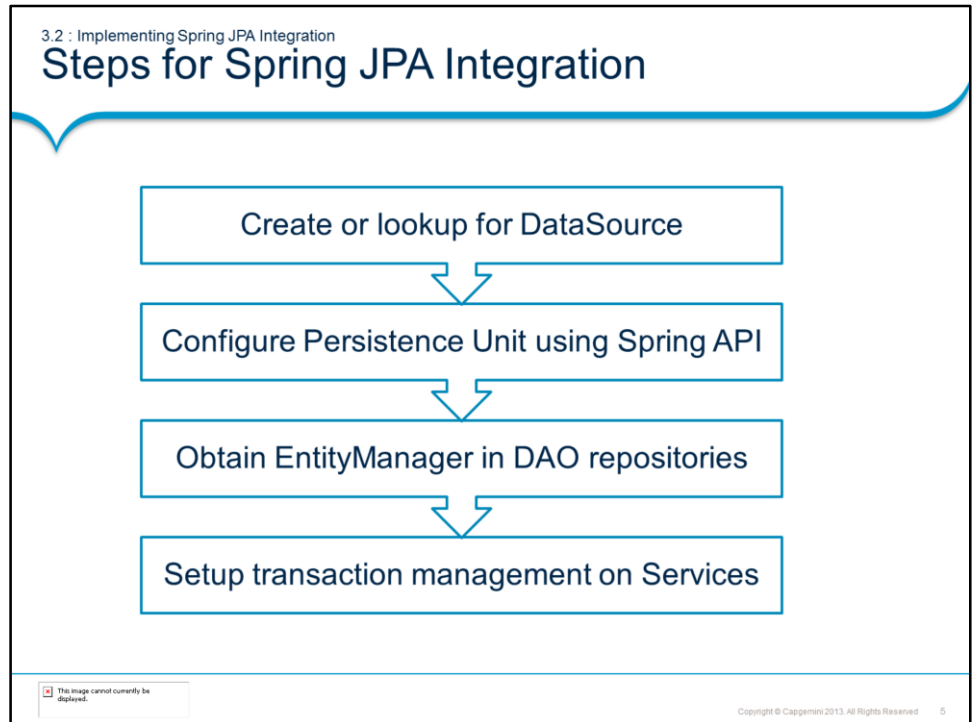 3.2 : Implementing Spring JPA Integration
Steps for Spring JPA Integration
Create or lookup for DataSource
Configure Persistence Unit using Spring API
Obtain EntityManager in DAO repositories
Setup transaction management on Services
This image cannot currently be
displayed.
Copyright © Capgemini 2013. All Rights Reserved 5